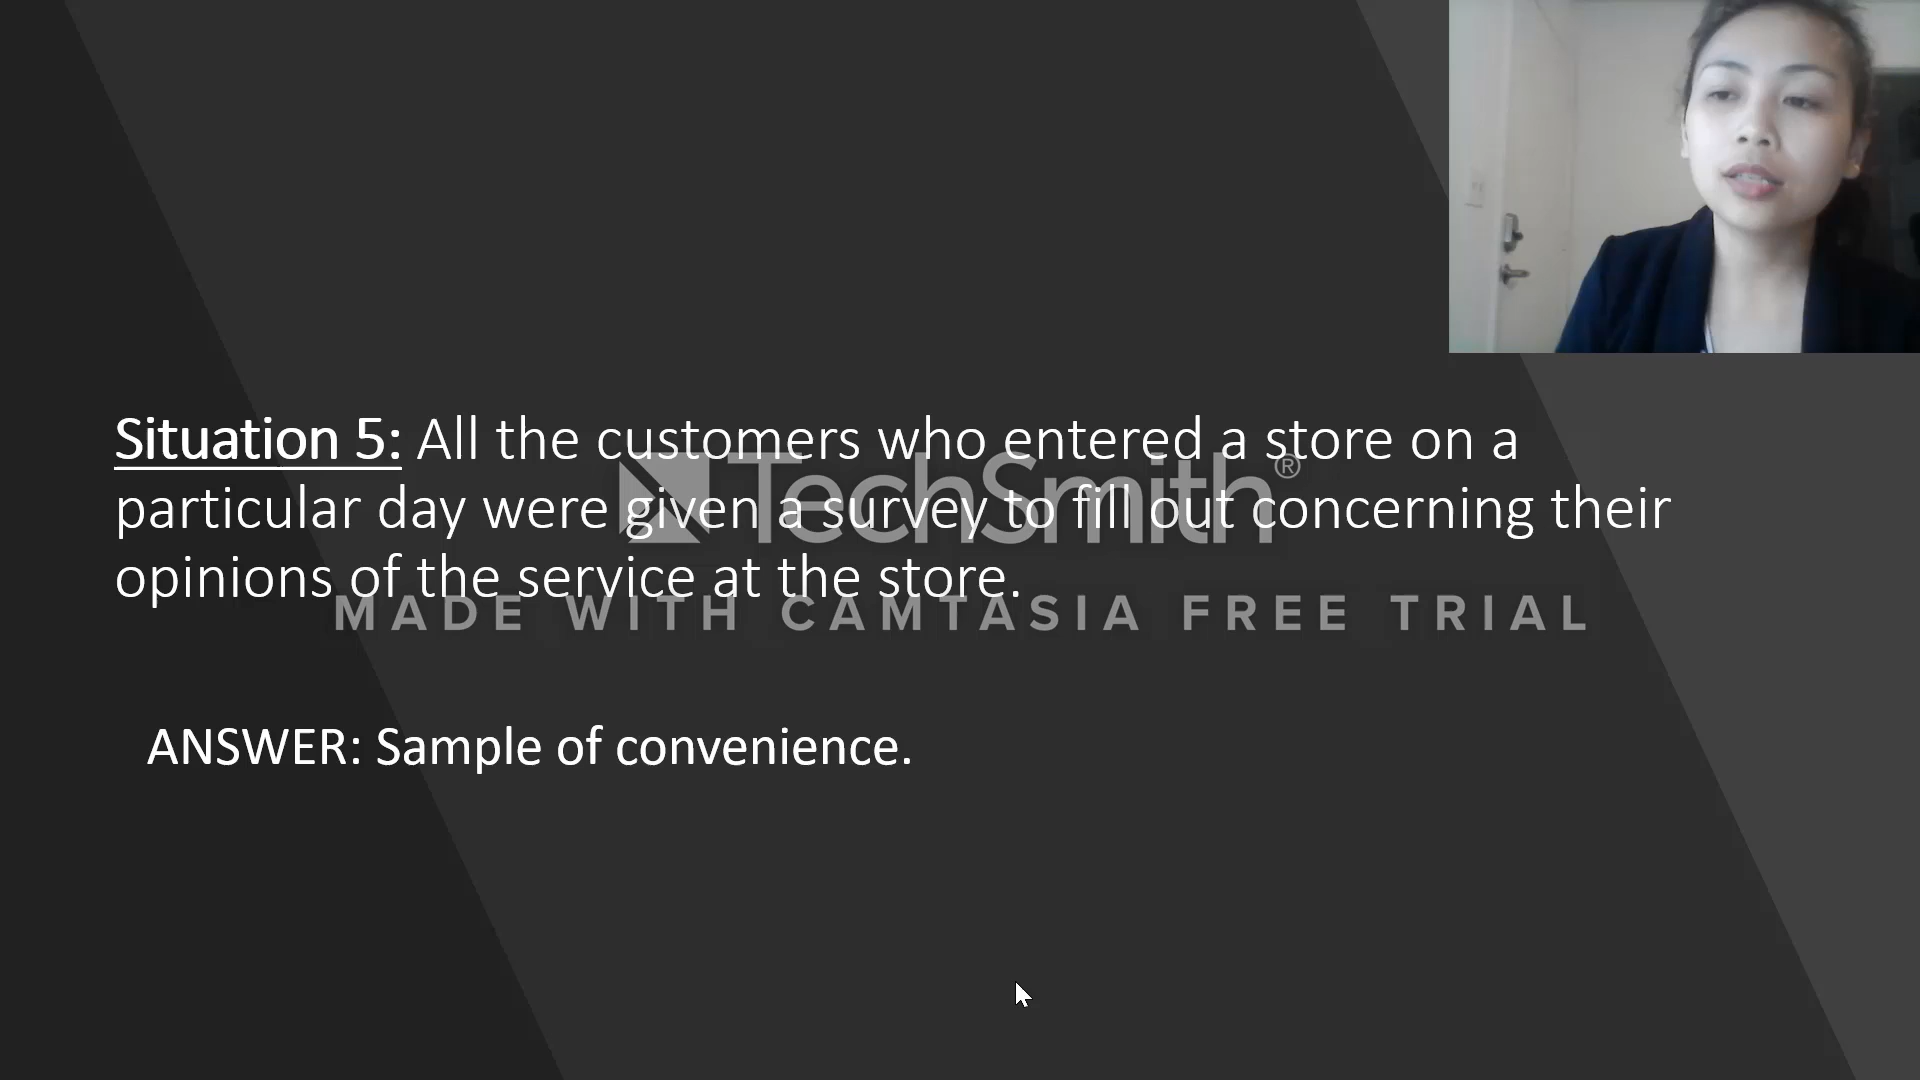 Situation 5: All the customers who entered a store on a
particular day were given a survey to fill out concerning their
opinions of the service at the store.
TechSmith®
MADE WITH CAMTASIA FREE TRIAL
ANSWER: Sample of convenience.